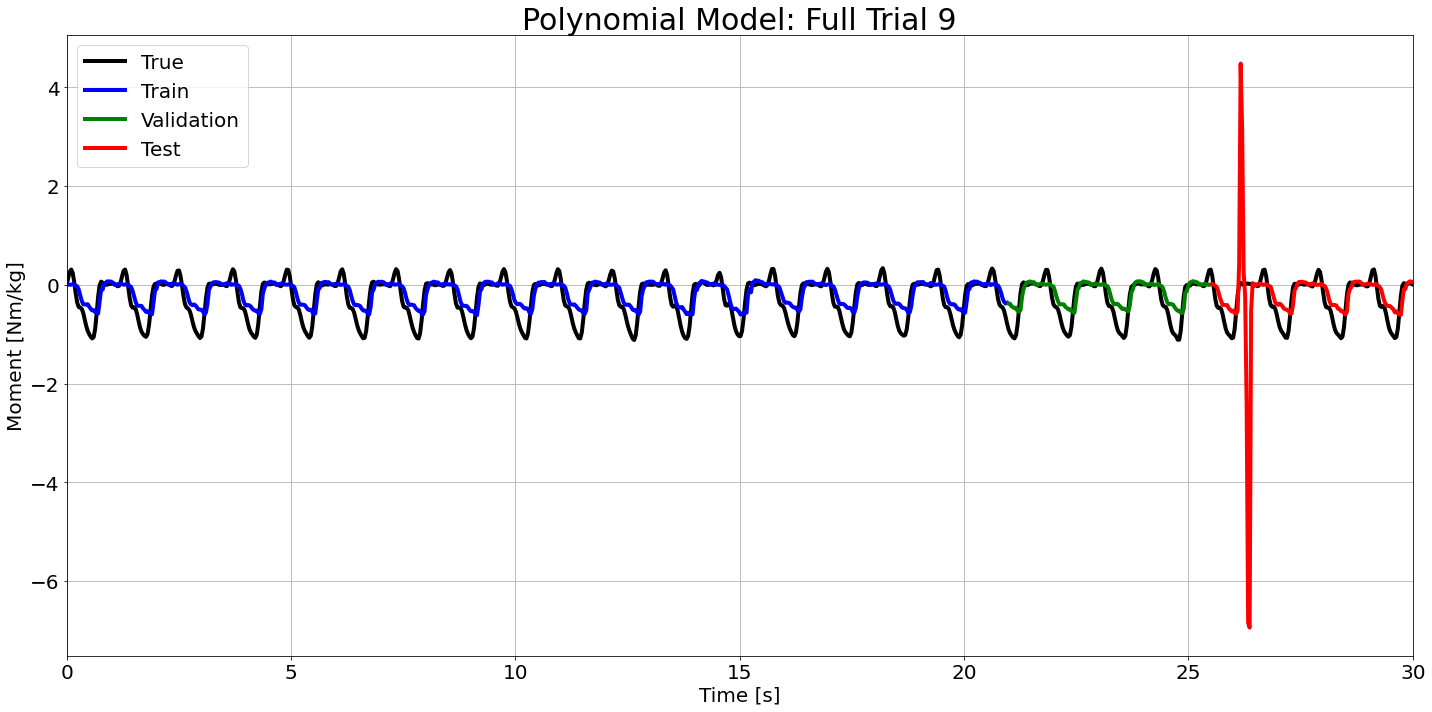 Polynomial Model: Full Trial 9
True
Train
Validation
Test
Moment [Nm/kg]
4
2
0
−2
−4
−6
0 5 10 15 20 25 30
Time [s]